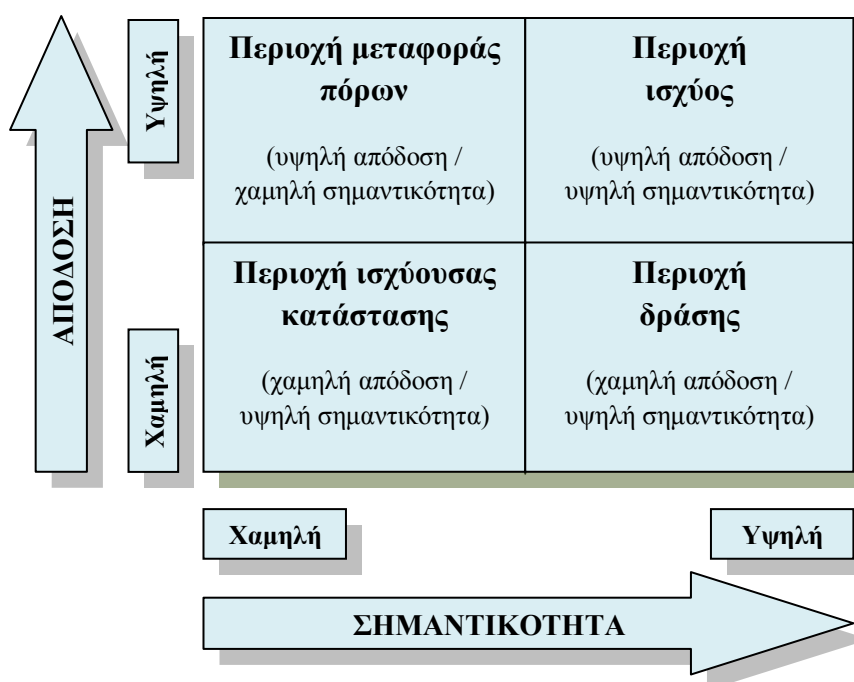 Υψηλή
Περιοχή μεταφοράς
πόρων
(υψηλή απόδοση /
χαμηλή σημαντικότητα)
Περιοχή
ισχύος
(υψηλή απόδοση /
υψηλή σημαντικότητα)
ΑΠΟΔΟΣΗ
Χαμηλή
Περιοχή ισχύουσας
κατάστασης
(χαμηλή απόδοση /
υψηλή σημαντικότητα)
Περιοχή
δράσης
(χαμηλή απόδοση /
υψηλή σημαντικότητα)
Χαμηλή
Υψηλή
ΣΗΜΑΝΤΙΚΟΤΗΤΑ